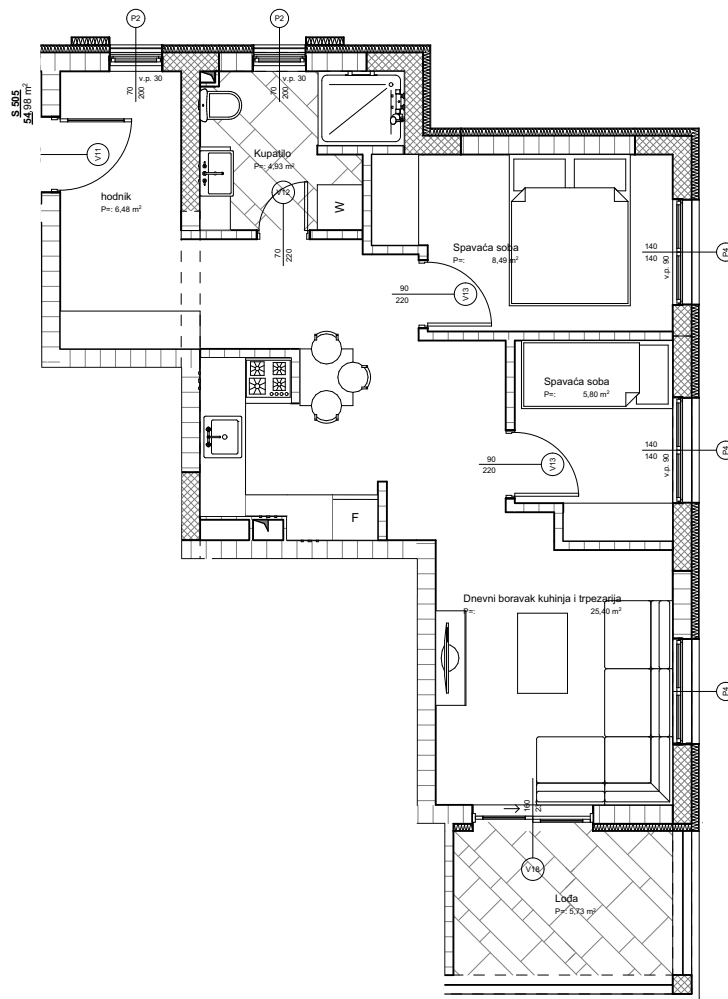 P2
P2
S 505
54,98 m²
v.p. 30
70
200
v.p. 30
70
200
V11
hodnik
P=: 6,48 m²
Kupatilo
P=: 4,93 m²
V12
W
70
220
Spavaća soba
P=: 8,49 m²
140
140
v.p. 90
P4
90
220
V13
Spavaća soba
P=: 5,80 m²
140
140
v.p. 90
P4
90
220
V13
F
Dnevni boravak kuhinja i trpezarija
P=: 25,40 m²
P4
V18
Lođa
P=: 5,73 m²